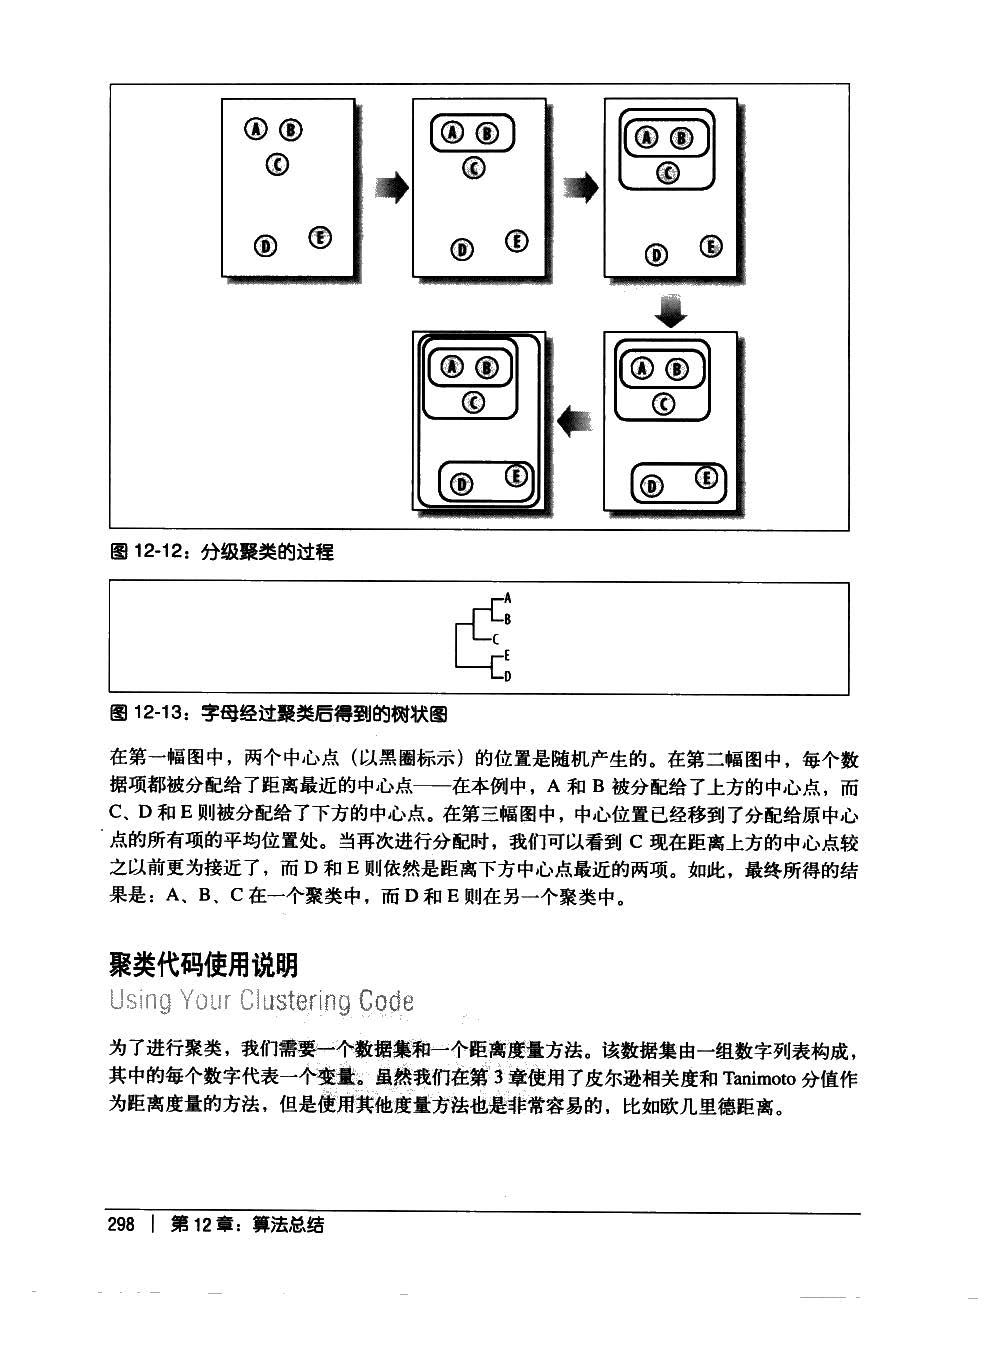 A B
C
D E
A B
C
D E
A B
C
D E
A B
C
D E
A B
C
D E
图 12-12：分级聚类的过程
A
B
C
E
D
图 12-13：字母经过聚类后得到的树状图
在第一幅图中，两个中心点（以黑圈标示）的位置是随机产生的。在第二幅图中，每个数
据项都被分配给了距离最近的中心点——在本例中，A 和 B 被分配给了上方的中心点，而
C、D 和 E 则被分配给了下方的中心点。在第三幅图中，中心位置已经移到了分配给原中心
点的所有项的平均位置处。当再次进行分配时，我们可以看到 C 现在距离上方的中心点较
之以前更为接近了，而 D 和 E 则依然是距离下方中心点最近的两项。如此，最终所得的结
果是：A、B、C 在一个聚类中，而 D 和 E 则在另一个聚类中。
聚类代码使用说明
Using Your Clustering Code
为了进行聚类，我们需要一个数据集和一个距离度量方法。该数据集由一组数字列表构成，
其中的每个数字代表一个变量。虽然我们在第 3 章使用了皮尔逊相关度和 Tanimoto 分值作
为距离度量的方法，但是使用其他度量方法也是非常容易的，比如欧几里德距离。
298 | 第 12 章：算法总结